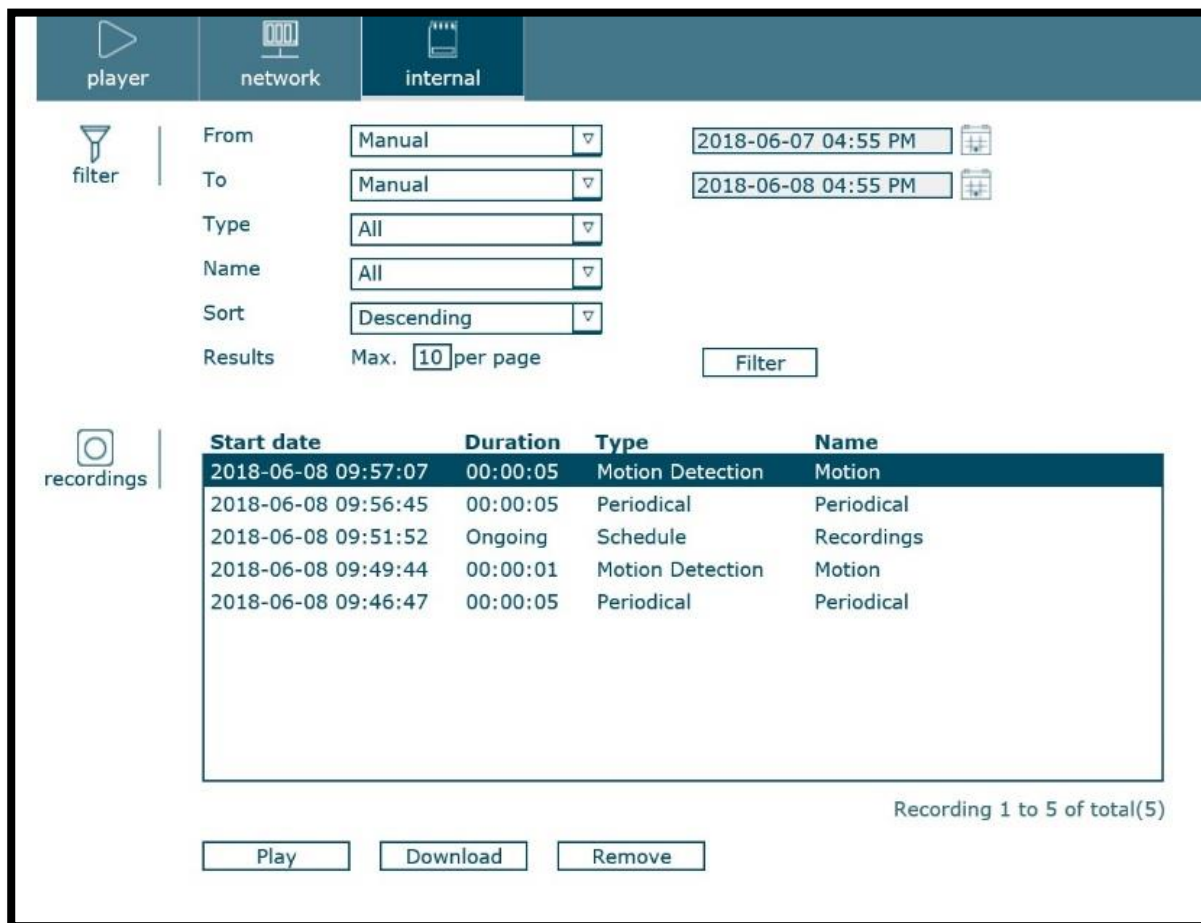 player network internal
filter
From Manual 2018-06-07 04:55 PM
To Manual 2018-06-08 04:55 PM
Type All
Name All
Sort Descending
Results Max. 10 per page Filter
recordings
Start date Duration Type Name
2018-06-08 09:57:07 00:00:05 Motion Detection Motion
2018-06-08 09:56:45 00:00:05 Periodical Periodical
2018-06-08 09:51:52 Ongoing Schedule Recordings
2018-06-08 09:49:44 00:00:01 Motion Detection Motion
2018-06-08 09:46:47 00:00:05 Periodical Periodical
Recording 1 to 5 of total(5)
Play Download Remove